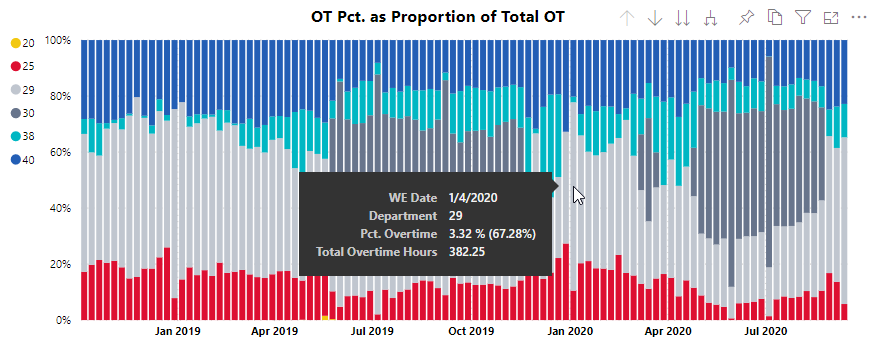 OT Pct. as Proportion of Total OT
20
25
29
30
38
40
100%
80%
60%
40%
20%
0%
WE Date 1/4/2020
Department 29
Pct. Overtime 3.32 % (67.28%)
Total Overtime Hours 382.25
Jan 2019 Apr 2019 Jul 2019 Oct 2019 Jan 2020 Apr 2020 Jul 2020